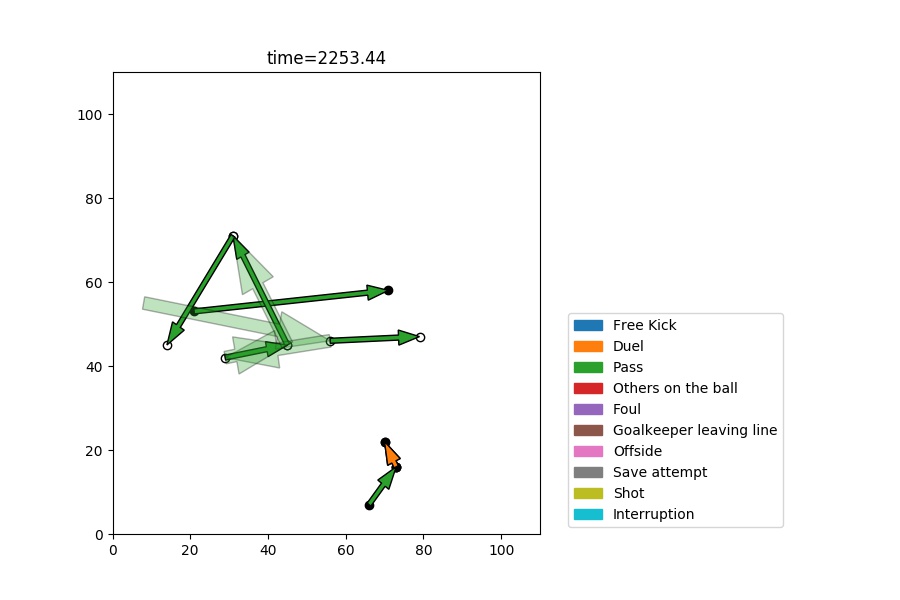 time=2253.44
100
80
60
40
20
0
0 20 40 60 80 100
Free Kick
Duel
Pass
Others on the ball
Foul
Goalkeeper leaving line
Offside
Save attempt
Shot
Interruption